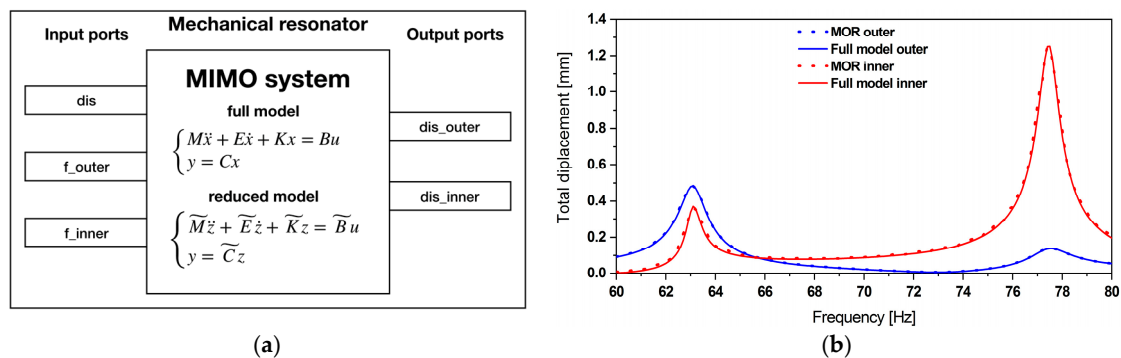 Mechanical resonator
Input ports
Output ports
MIMO system
full model
Mẍ + Eẋ + Kx = Bu
y = Cx
reduced model
M̃z̈ + Ẽż + K̃z = B̃u
y = C̃z
dis
f_outer
f_inner
dis_outer
dis_inner
(a)
MOR outer
Full model outer
MOR inner
Full model inner
Total diplacement [mm]
1.4
1.2
1.0
0.8
0.6
0.4
0.2
0.0
60 62 64 66 68 70 72 74 76 78 80
Frequency [Hz]
(b)